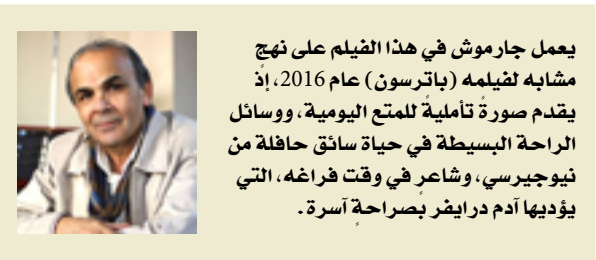 يعمل جارموش في هذا الفيلم على نهج
مشابه لفيلمه (باترسون) عام 2016، إذ
يقدم صورةً تأمليةً للمتع اليومية، ووسائل
الراحة البسيطة في حياة سائق حافلة من
نيوجيرسي، وشاعرٍ في وقت فراغه، التي
يؤديها آدم درايفر بصراحةٍ آسرة.